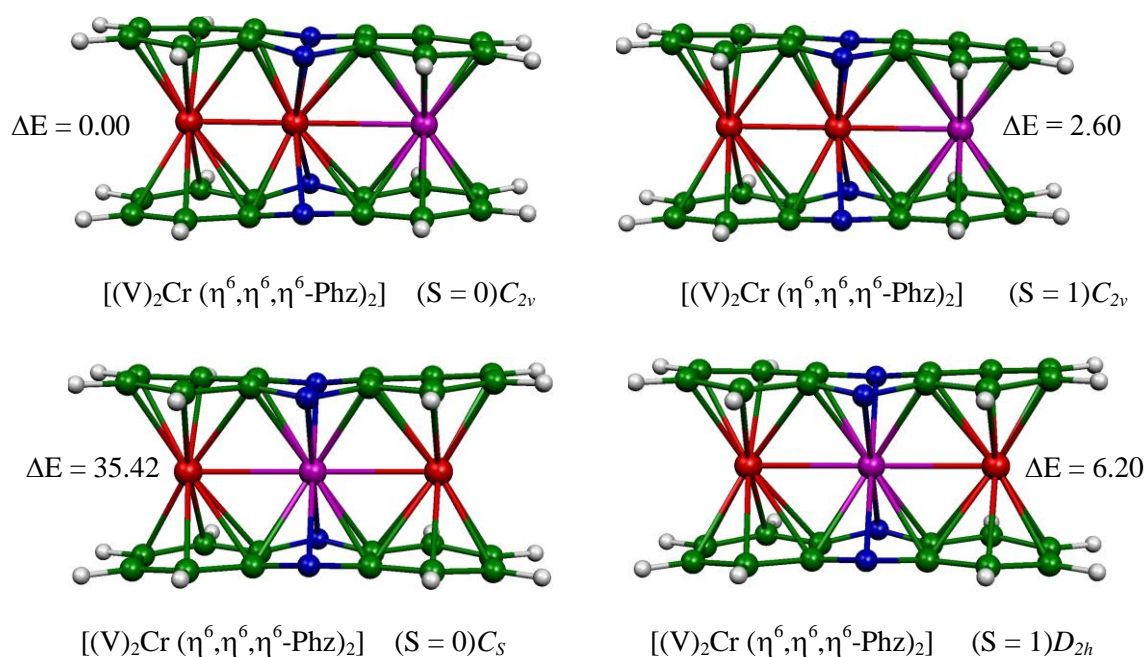 ΔE = 0.00
ΔE = 2.60
[(V)₂Cr (η⁶,η⁶,η⁶-Phz)₂] (S = 0)C₂ᵥ
[(V)₂Cr (η⁶,η⁶,η⁶-Phz)₂] (S = 1)C₂ᵥ
ΔE = 35.42
ΔE = 6.20
[(V)₂Cr (η⁶,η⁶,η⁶-Phz)₂] (S = 0)C_S
[(V)₂Cr (η⁶,η⁶,η⁶-Phz)₂] (S = 1)D₂ₕ